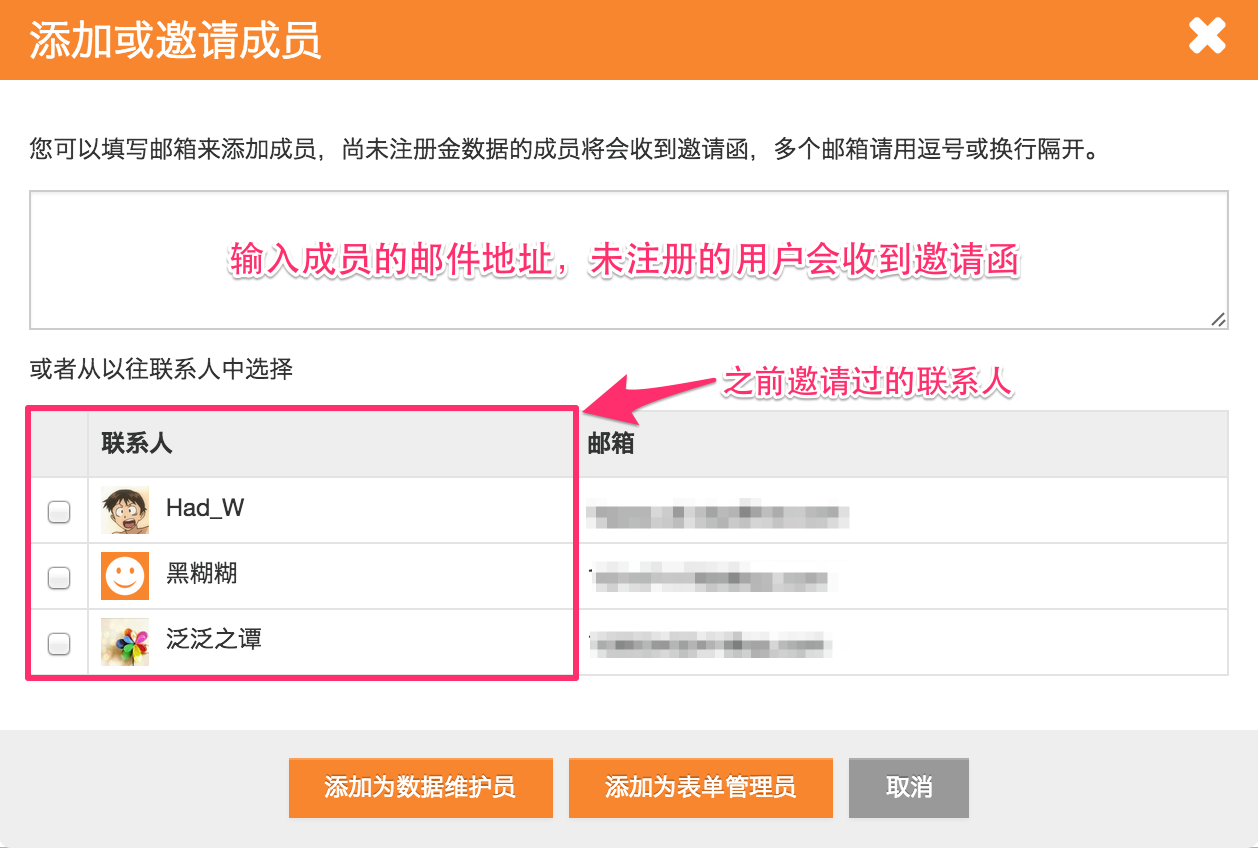 添加或邀请成员
您可以填写邮箱来添加成员，尚未注册金数据的成员将会收到邀请函，多个邮箱请用逗号或换行隔开。
输入成员的邮件地址，未注册的用户会收到邀请函
或者从以往联系人中选择
之前邀请过的联系人
联系人 邮箱
Had_W
黑糊糊
泛泛之谭
添加为数据维护员 添加为表单管理员 取消